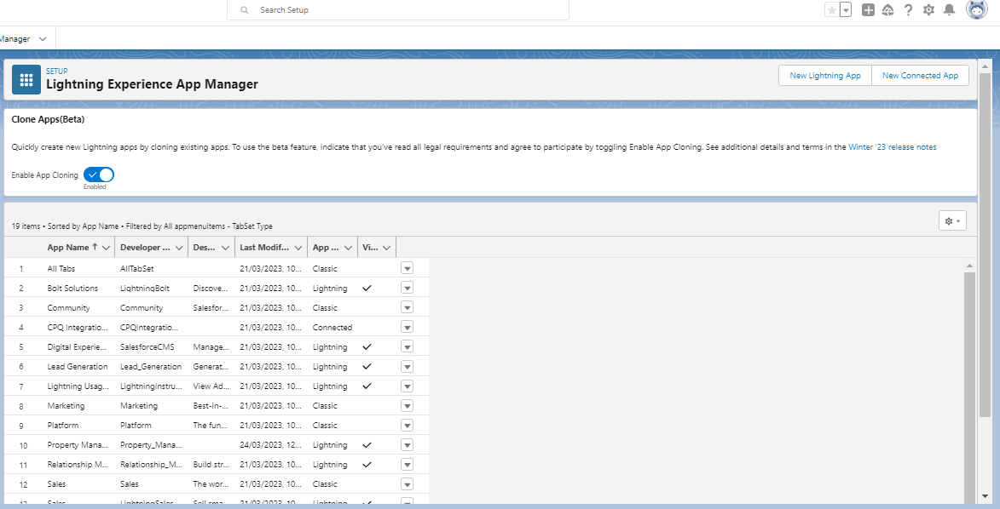 Search Setup
Manager
SETUP
Lightning Experience App Manager
New Lightning App
New Connected App
Clone Apps(Beta)
Quickly create new Lightning apps by cloning existing apps. To use the beta feature, indicate that you've read all legal requirements and agree to participate by toggling Enable App Cloning. See additional details and terms in the Winter '23 release notes
Enable App Cloning
Enabled
19 items • Sorted by App Name • Filtered by All appmenuitems - TabSet Type
App Name ↑ Developer ... Des... Last Modif... App ... Vi...
1 All Tabs AllTabSet 21/03/2023, 10... Classic
2 Bolt Solutions LightningBolt Discove... 21/03/2023, 10... Lightning
3 Community Community Salesfor... 21/03/2023, 10... Classic
4 CPQ Integratio... CPQIntegratio... 21/03/2023, 10... Connected
5 Digital Experie... SalesforceCMS Manage... 21/03/2023, 10... Lightning
6 Lead Generation Lead_Generation Generat... 21/03/2023, 10... Lightning
7 Lightning Usag... LightningInstru... View Ad... 21/03/2023, 10... Lightning
8 Marketing Marketing Best-in-... 21/03/2023, 10... Classic
9 Platform Platform The fun... 21/03/2023, 10... Classic
10 Property Mana... Property_Mana... 24/03/2023, 12... Lightning
11 Relationship M... Relationship_M... Build str... 21/03/2023, 10... Lightning
12 Sales Sales The wor... 21/03/2023, 10... Classic
13 Sales LightningSales Sell sma... 21/03/2023, 10... Lightning